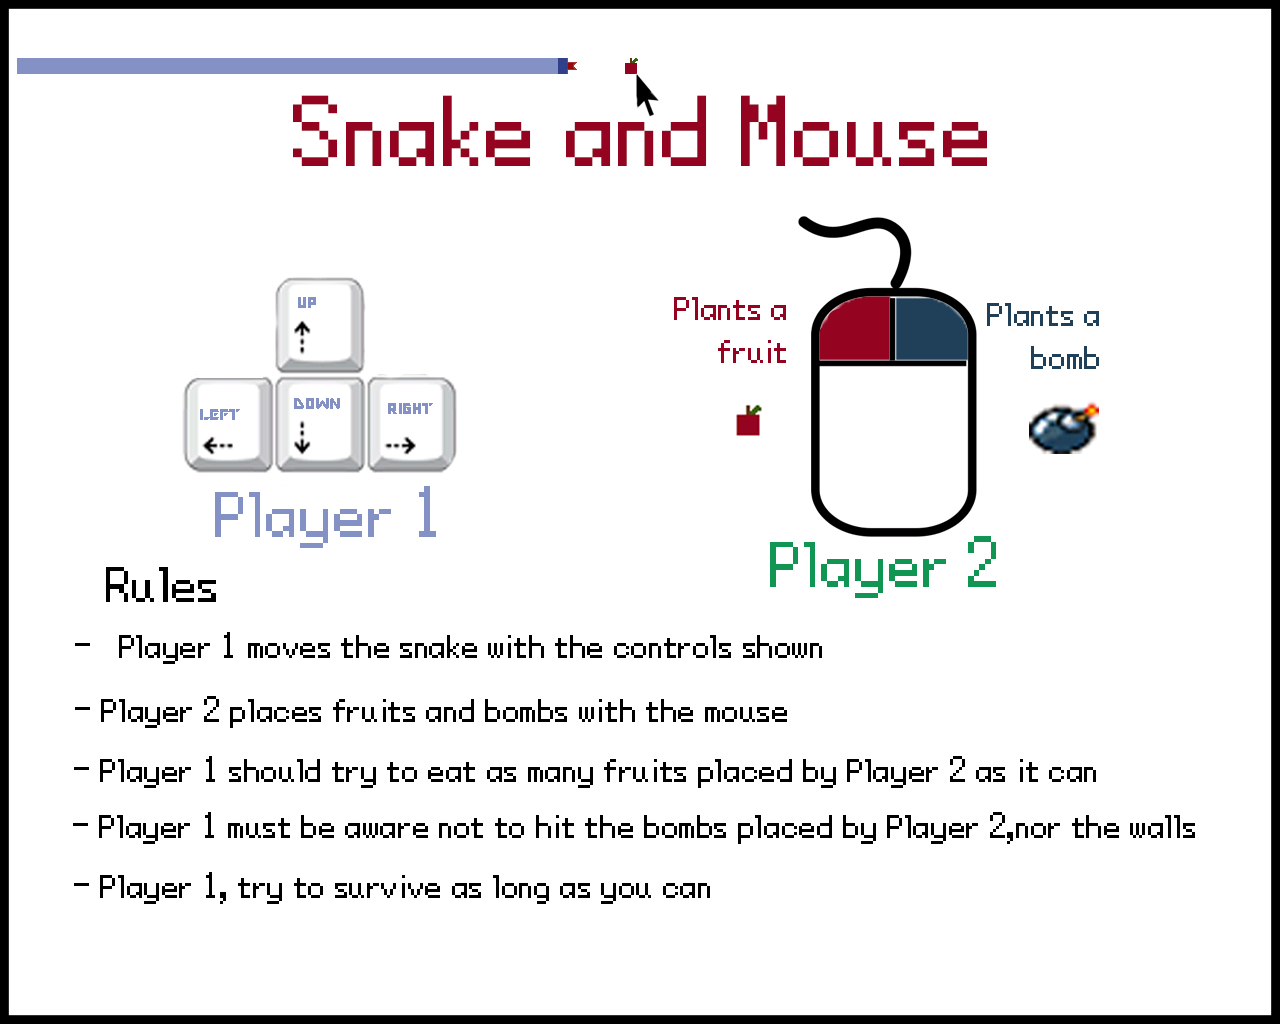 Snake and Mouse
UP
LEFT
DOWN
RIGHT
Player 1
Plants a
fruit
Plants a
bomb
Player 2
Rules
- Player 1 moves the snake with the controls shown
- Player 2 places fruits and bombs with the mouse
- Player 1 should try to eat as many fruits placed by Player 2 as it can
- Player 1 must be aware not to hit the bombs placed by Player 2,nor the walls
- Player 1, try to survive as long as you can